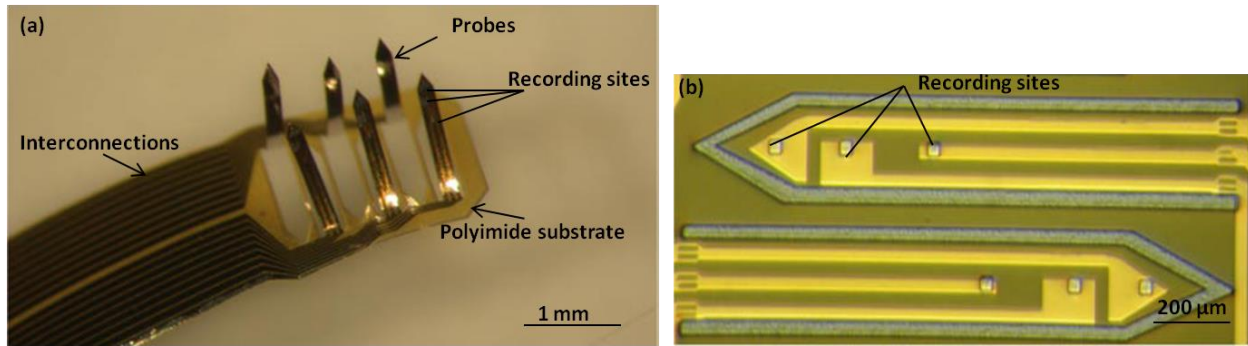 (a)
Probes
Recording sites
Interconnections
Polyimide substrate
1 mm
(b)
Recording sites
200 µm